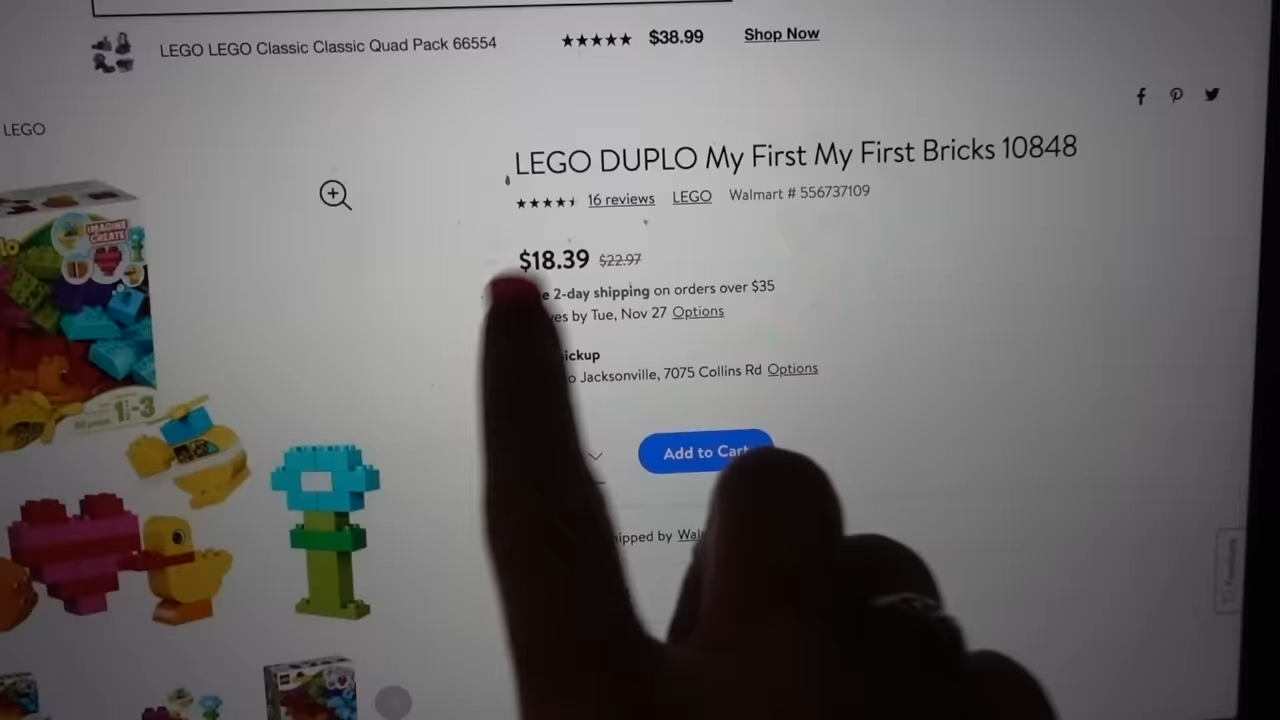 LEGO LEGO Classic Classic Quad Pack 66554 $38.99 Shop Now
LEGO
LEGO DUPLO My First My First Bricks 10848
16 reviews LEGO Walmart # 556737109
IMAGINE
CREATE
$18.39 $22.97
2-day shipping on orders over $35
by Tue, Nov 27 Options
Jacksonville, 7075 Collins Rd Options
1½-3
Add to Cart
by